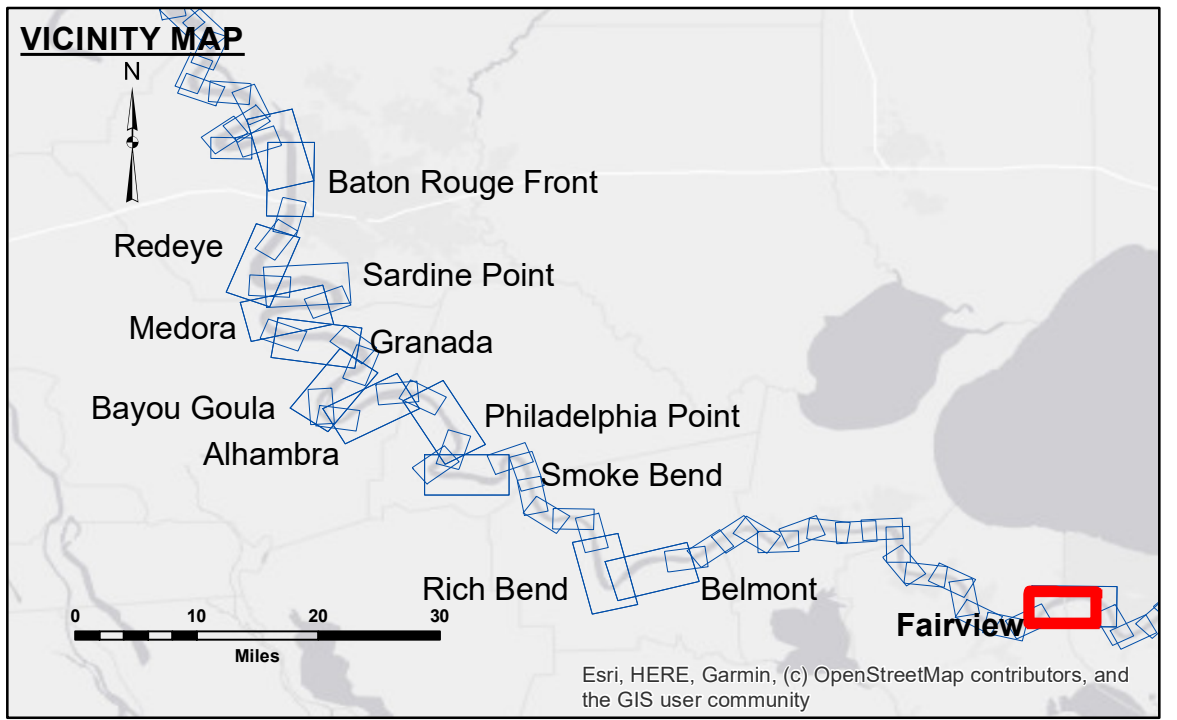 VICINITY MAP
N
Baton Rouge Front
Redeye
Sardine Point
Medora
Granada
Bayou Goula
Philadelphia Point
Alhambra
Smoke Bend
Rich Bend
Belmont
Fairview
0 10 20 30
Miles
Esri, HERE, Garmin, (c) OpenStreetMap contributors, and
the GIS user community